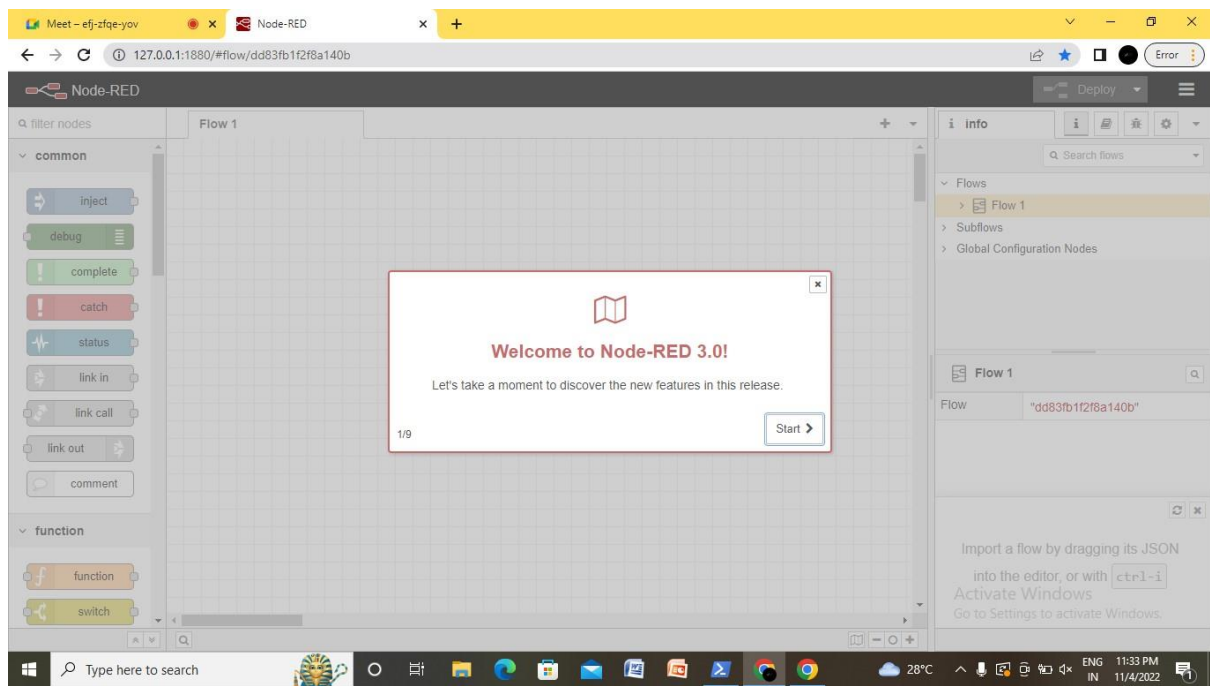 Meet – efj-zfqe-yov
Node-RED
127.0.0.1:1880/#flow/dd83fb1f2f8a140b
Error
Node-RED
Deploy
filter nodes
Flow 1
info
Search flows
common
inject
debug
complete
catch
status
link in
link call
link out
comment
function
function
switch
Flows
Flow 1
Subflows
Global Configuration Nodes
Welcome to Node-RED 3.0!
Let's take a moment to discover the new features in this release.
1/9
Start
Flow 1
Flow "dd83fb1f2f8a140b"
Import a flow by dragging its JSON
into the editor, or with ctrl-i
Activate Windows
Go to Settings to activate Windows.
Type here to search
28°C
ENG
IN
11:33 PM
11/4/2022